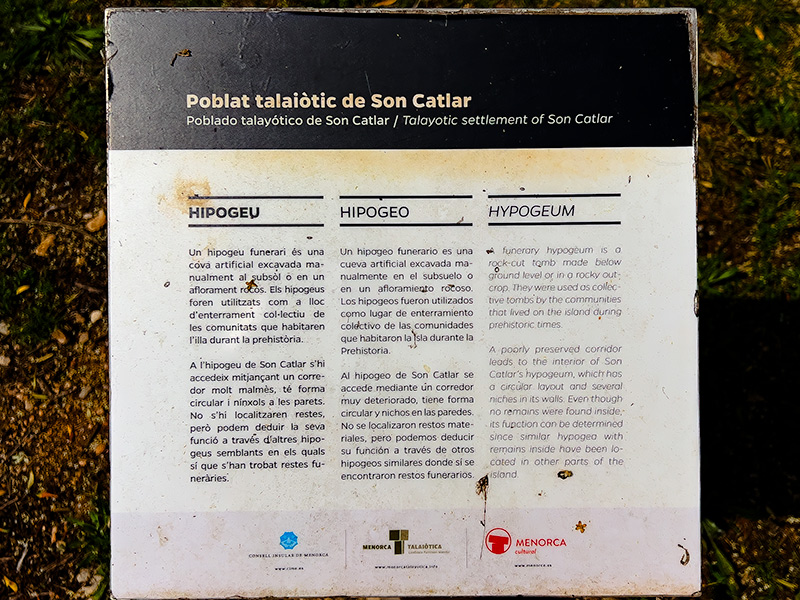 Poblat talaiòtic de Son Catlar
Poblado talayótico de Son Catlar / Talayotic settlement of Son Catlar
HIPOGEU
Un hipogeu funerari és una
cova artificial excavada ma-
nualment al subsòl o en un
aflorament rocós. Els hipogeus
foren utilitzats com a lloc
d'enterrament col·lectiu de
les comunitats que habitaren
l'illa durant la prehistòria.
A l'hipogeu de Son Catlar s'hi
accedeix mitjançant un corre-
dor molt malmès, té forma
circular i nínxols a les parets.
No s'hi localitzaren restes,
però podem deduir la seva
funció a través d'altres hipo-
geus semblants en els quals
sí que s'han trobat restes fu-
neràries.
HIPOGEO
Un hipogeo funerario es una
cueva artificial excavada ma-
nualmente en el subsuelo o
en un afloramiento rocoso.
Los hipogeos fueron utilizados
como lugar de enterramiento
colectivo de las comunidades
que habitaron la isla durante la
Prehistoria.
Al hipogeo de Son Catlar se
accede mediante un corredor
muy deteriorado, tiene forma
circular y nichos en las paredes.
No se localizaron restos mate-
riales, pero podemos deducir
su función a través de otros
hipogeos similares donde sí se
encontraron restos funerarios.
HYPOGEUM
A funerary hypogeum is a
rock-cut tomb made below
ground level or in a rocky out-
crop. They were used as collec-
tive tombs by the communities
that lived on the island during
prehistoric times.
A poorly preserved corridor
leads to the interior of Son
Catlar's hypogeum, which has
a circular layout and several
niches in its walls. Even though
no remains were found inside,
its function can be determined
since similar hypogea with
remains inside have been lo-
cated in other parts of the
island.
CONSELL INSULAR DE MENORCA
www.cime.es
MENORCA TALAIÒTICA
www.menorcatalaiotica.info
MENORCA
cultural
www.menorca.es